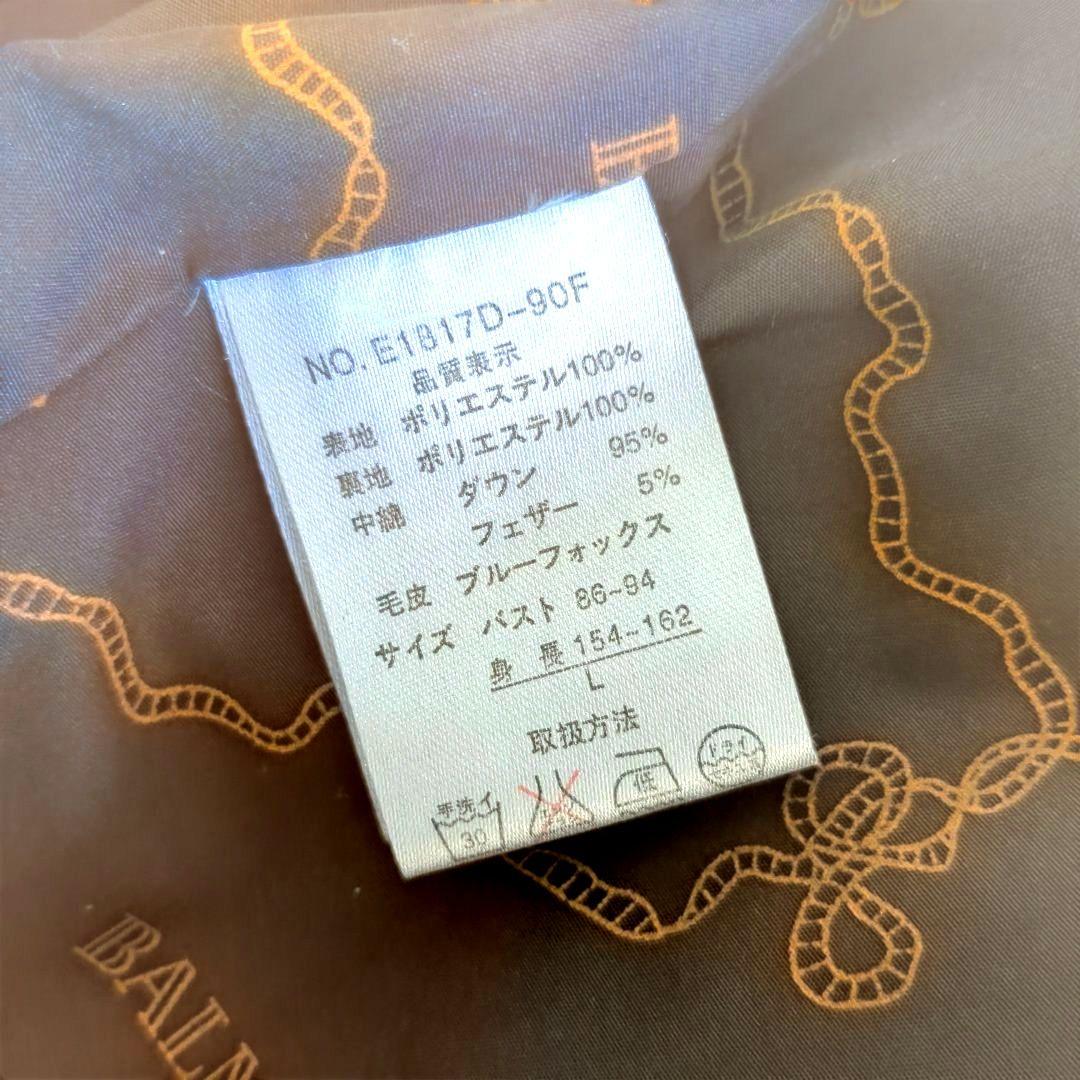 NO. E1817D-90F
品質表示
表地 ポリエステル100%
裏地 ポリエステル100%
中綿 ダウン 95%
フェザー 5%
毛皮 ブルーフォックス
サイズ バスト 86-94
身長 154-162
L
取扱方法
手洗イ 30
低
BALM